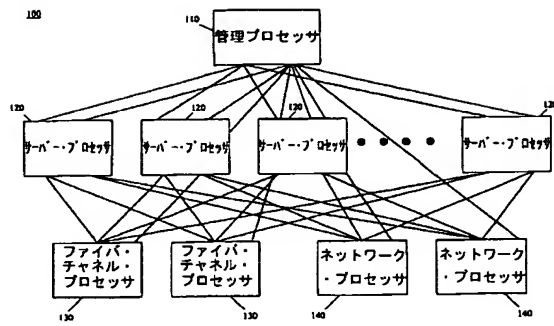 100
110
管理プロセッサ
120
120
120
120
サーバー・プロセッサ
サーバー・プロセッサ
サーバー・プロセッサ
サーバー・プロセッサ
ファイバ・
チャネル・
プロセッサ
ファイバ・
チャネル・
プロセッサ
ネットワーク
・プロセッサ
ネットワーク
・プロセッサ
130
130
140
140